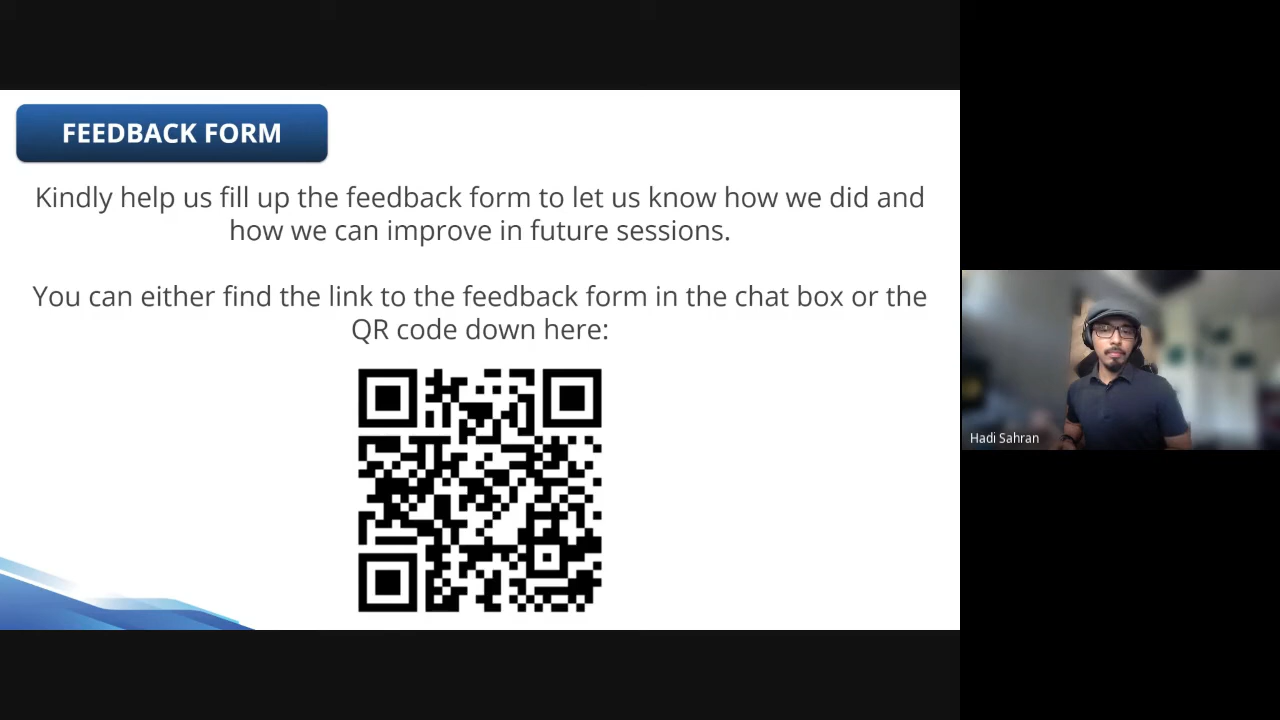 FEEDBACK FORM
Kindly help us fill up the feedback form to let us know how we did and
how we can improve in future sessions.
You can either find the link to the feedback form in the chat box or the
QR code down here:
Hadi Sahran